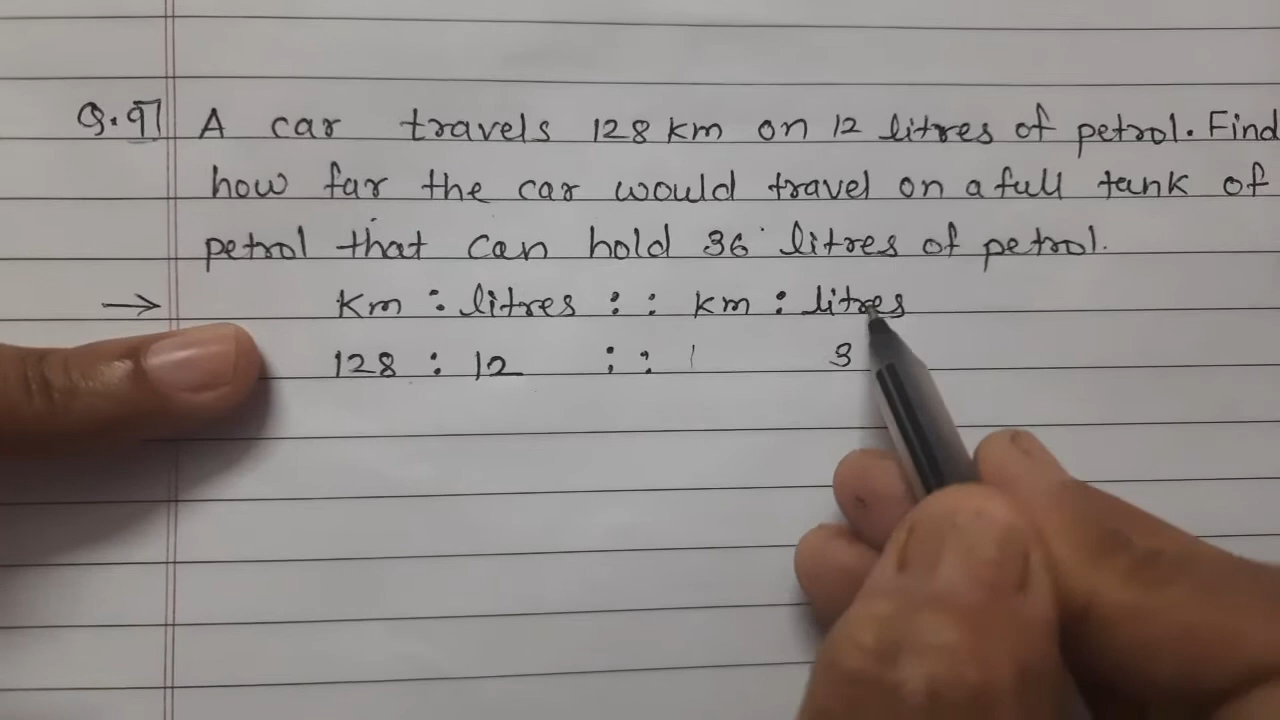 Q.97 A car travels 128 km on 12 litres of petrol. Find
how far the car would travel on a full tank of
petrol that can hold 36 litres of petrol.
→ Km : litres : : km : litres
128 : 12 : : 3